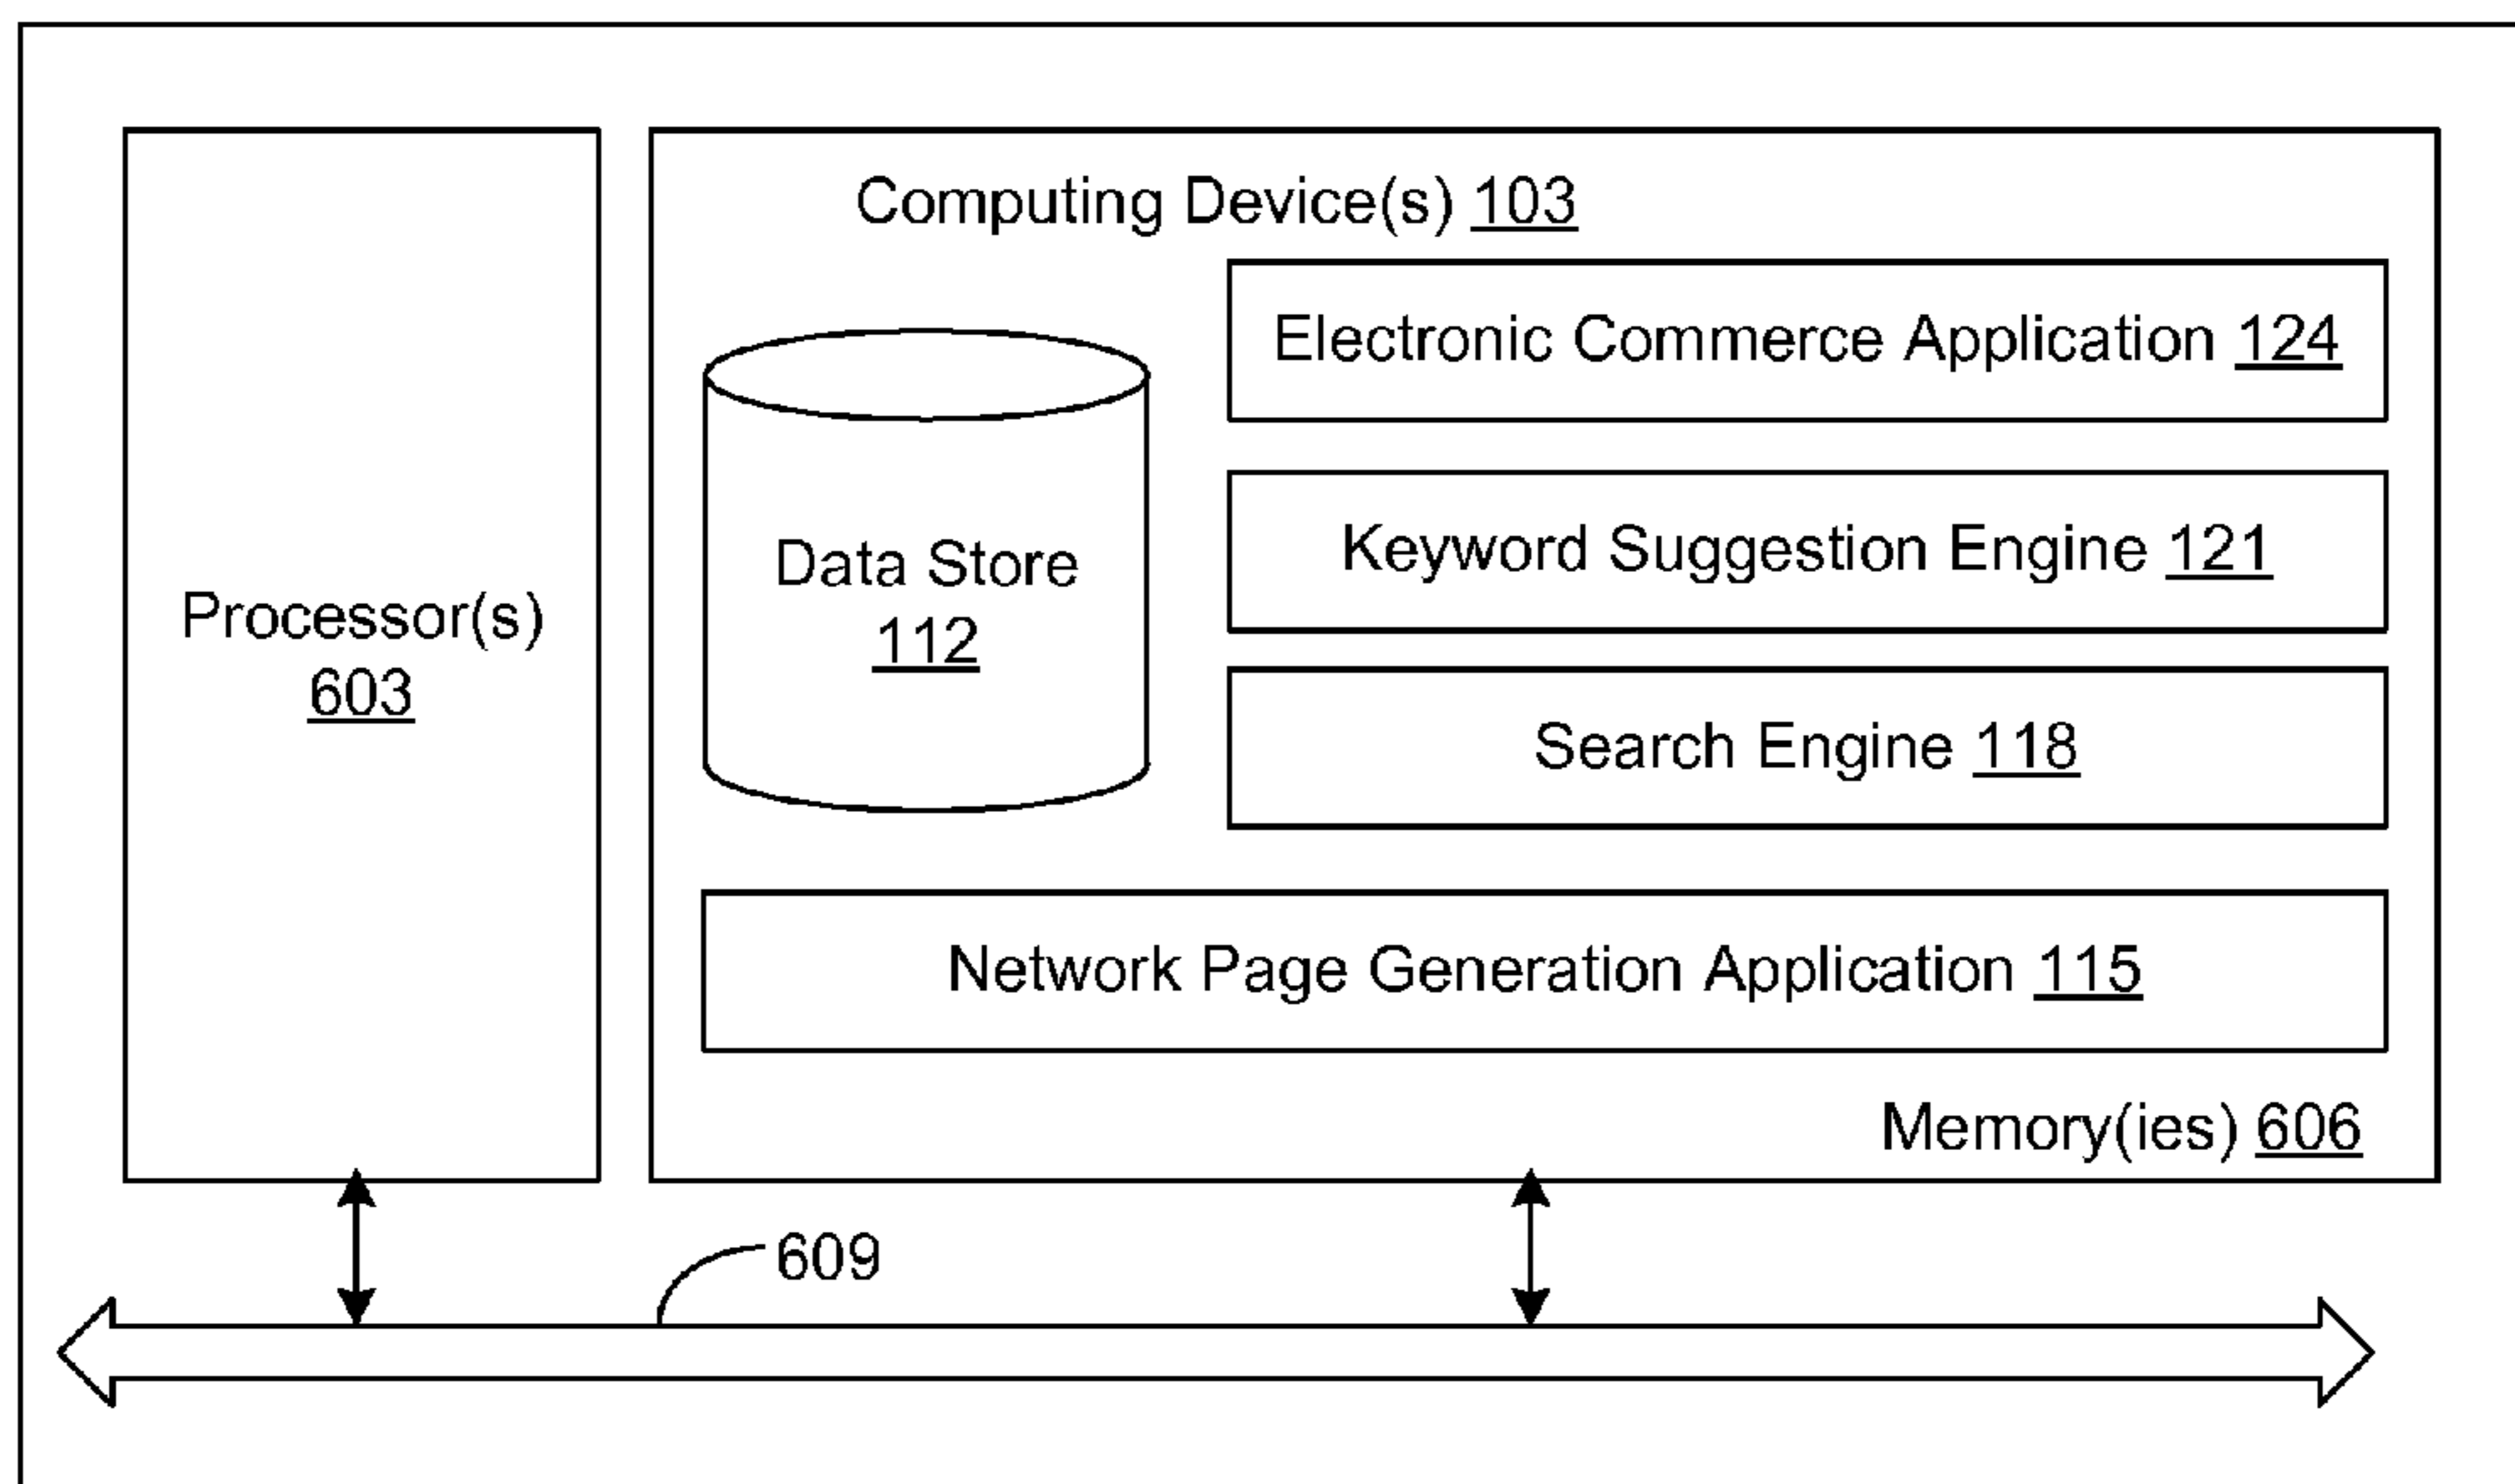 Computing Device(s) 103
Electronic Commerce Application 124
Keyword Suggestion Engine 121
Data Store
112
Processor(s)
603
Search Engine 118
Network Page Generation Application 115
Memory(ies) 606
609